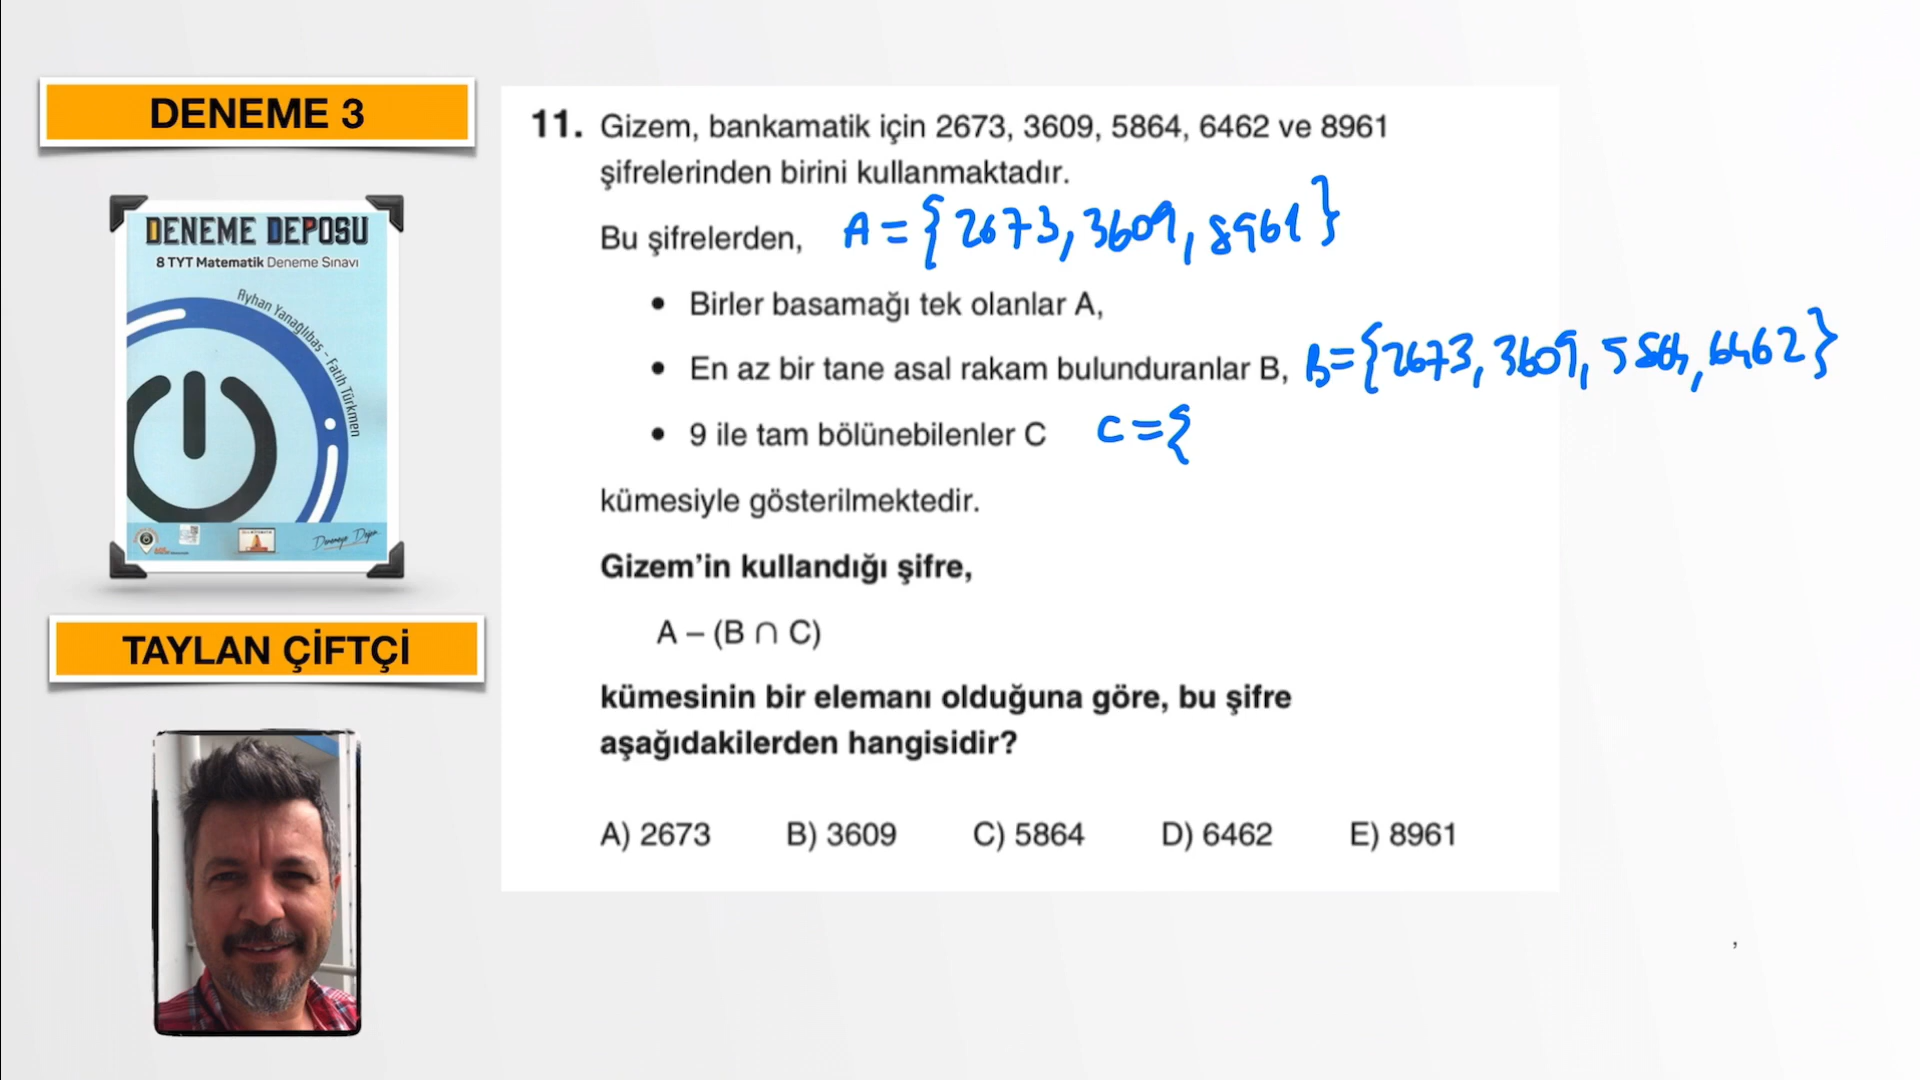 DENEME 3
DENEME DEPOSU
8 TYT Matematik Deneme Sınavı
Ayhan Yanağlıbaş - Fatih Türkmen
TAYLAN ÇİFTÇİ
11. Gizem, bankamatik için 2673, 3609, 5864, 6462 ve 8961
şifrelerinden birini kullanmaktadır.
Bu şifrelerden, A = { 2673, 3609, 8961 }
• Birler basamağı tek olanlar A,
• En az bir tane asal rakam bulunduranlar B, B={2673, 3609, 5864, 6462}
• 9 ile tam bölünebilenler C C={
kümesiyle gösterilmektedir.
Gizem'in kullandığı şifre,
A – (B ∩ C)
kümesinin bir elemanı olduğuna göre, bu şifre
aşağıdakilerden hangisidir?
A) 2673 B) 3609 C) 5864 D) 6462 E) 8961